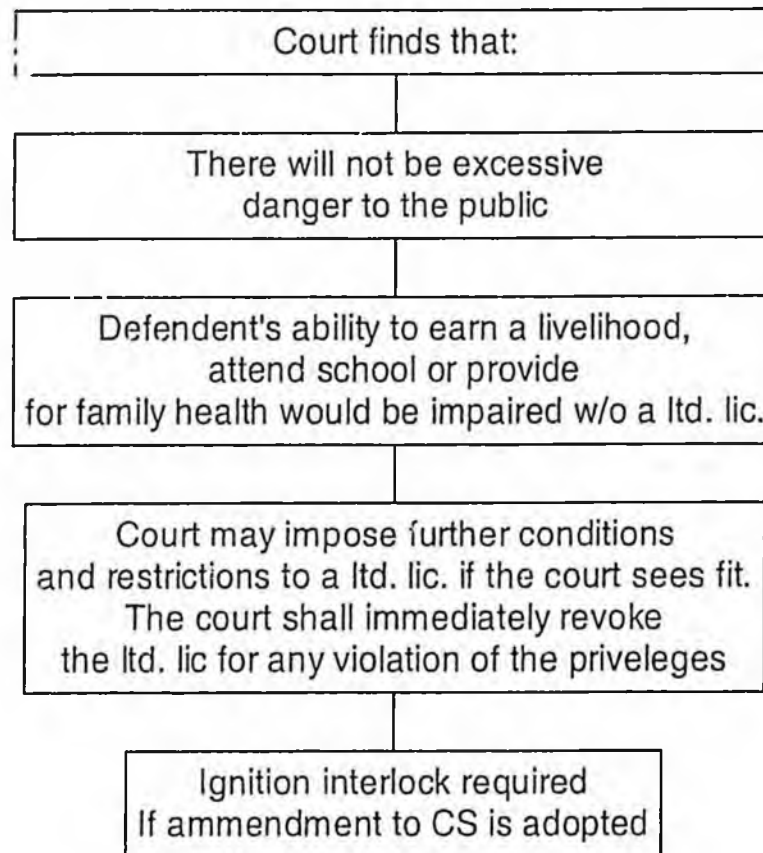 Court finds that:
There will not be excessive
danger to the public
Defendent's ability to earn a livelihood,
attend school or provide
for family health would be impaired w/o a ltd. lic.
Court may impose further conditions
and restrictions to a ltd. lic. if the court sees fit.
The court shall immediately revoke
the ltd. lic for any violation of the priveleges
Ignition interlock required
If ammendment to CS is adopted